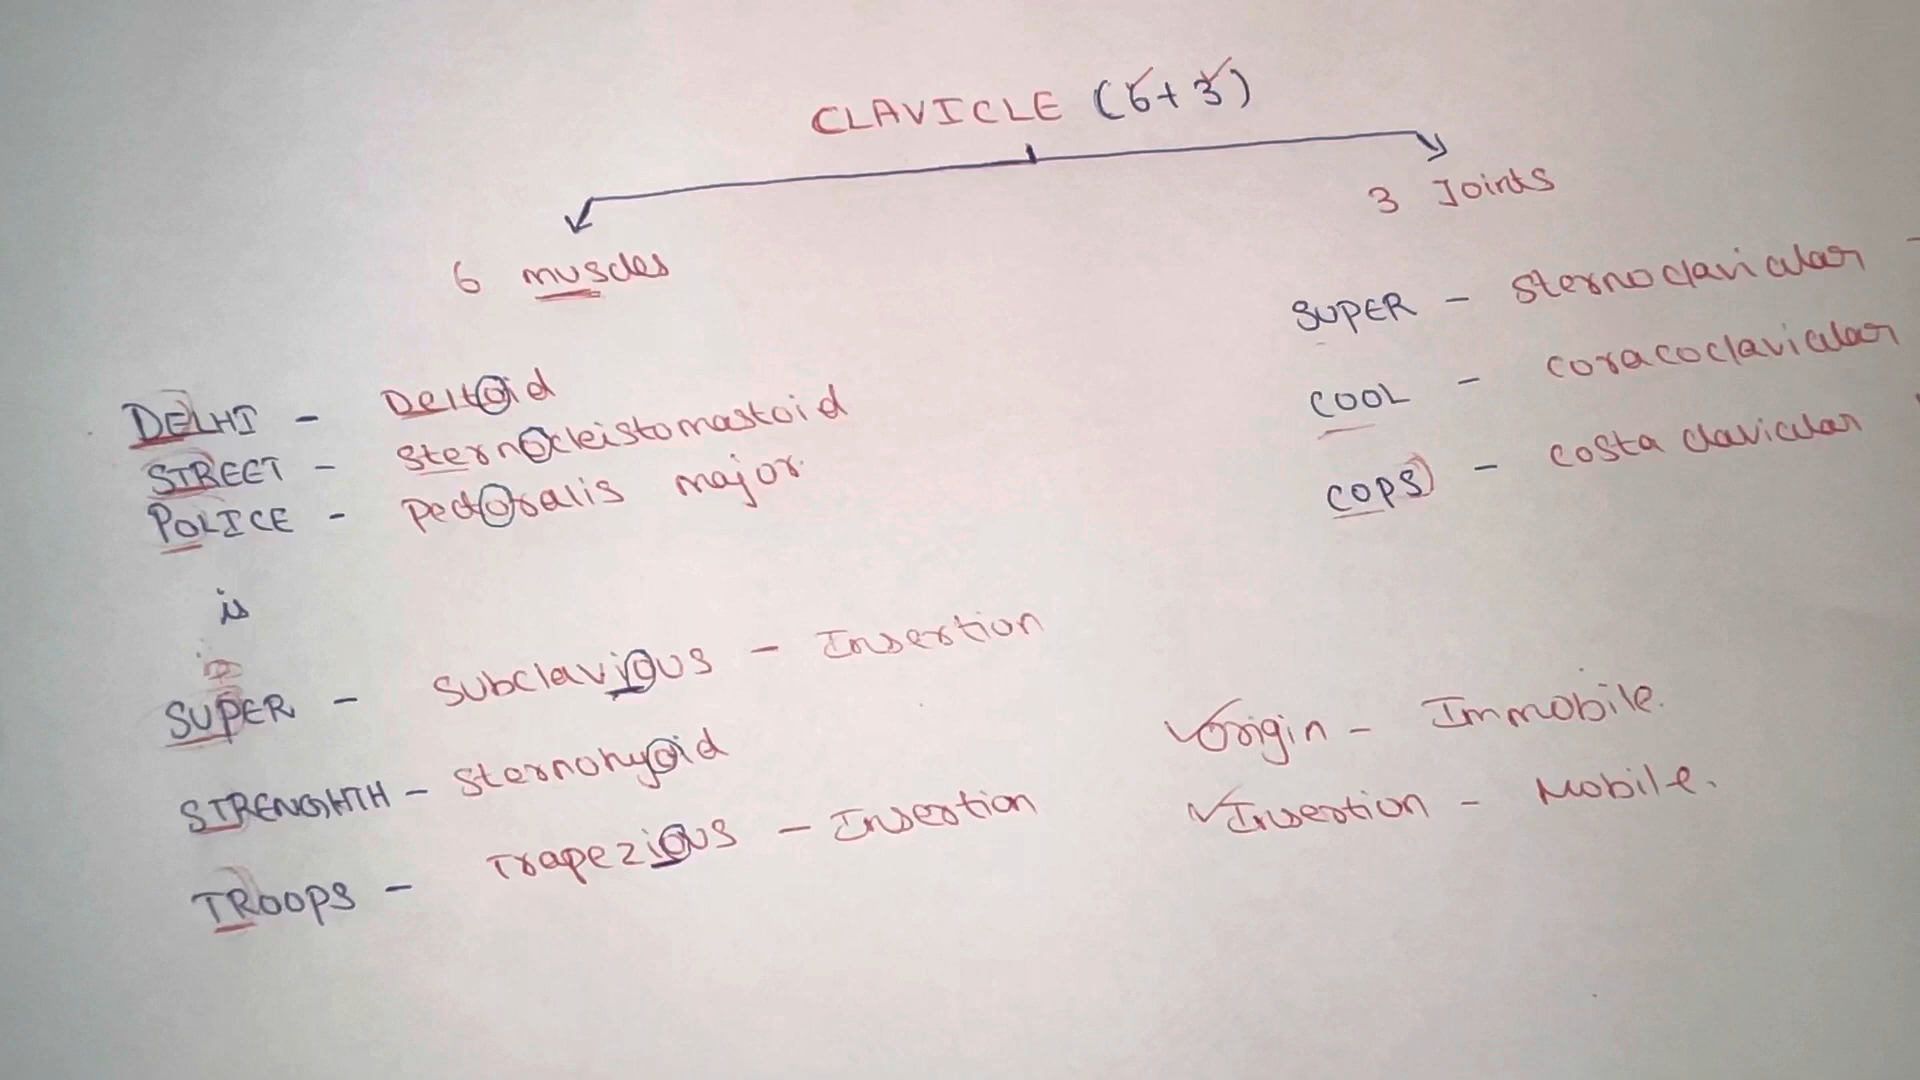 CLAVICLE (6+3)
6 muscles
DELHI - Deltoid
STREET - Sternocleistomastoid
POLICE - Pectoralis major
is
SUPER - Subclavious - Insertion
STRENGHTH - Sternohyoid
TROOPS - Trapezious - Insertion
3 Joints
SUPER - Sternoclavicular -
COOL - coracoclavicular
COPS) - costa clavicular
Origin - Immobile.
Insertion - Mobile.